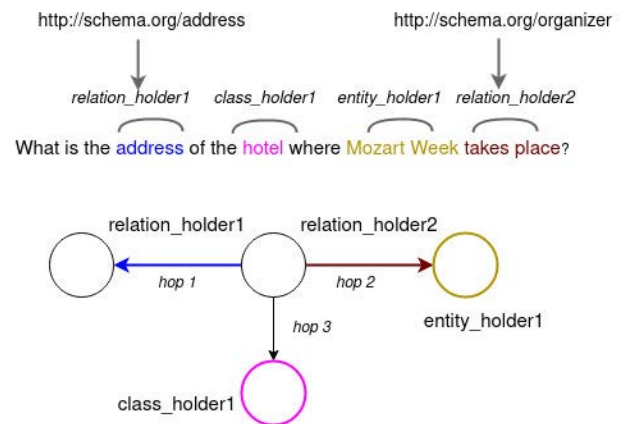 http://schema.org/address http://schema.org/organizer
relation_holder1 class_holder1 entity_holder1 relation_holder2
What is the address of the hotel where Mozart Week takes place?
relation_holder1 relation_holder2
hop 1 hop 2
hop 3
entity_holder1
class_holder1